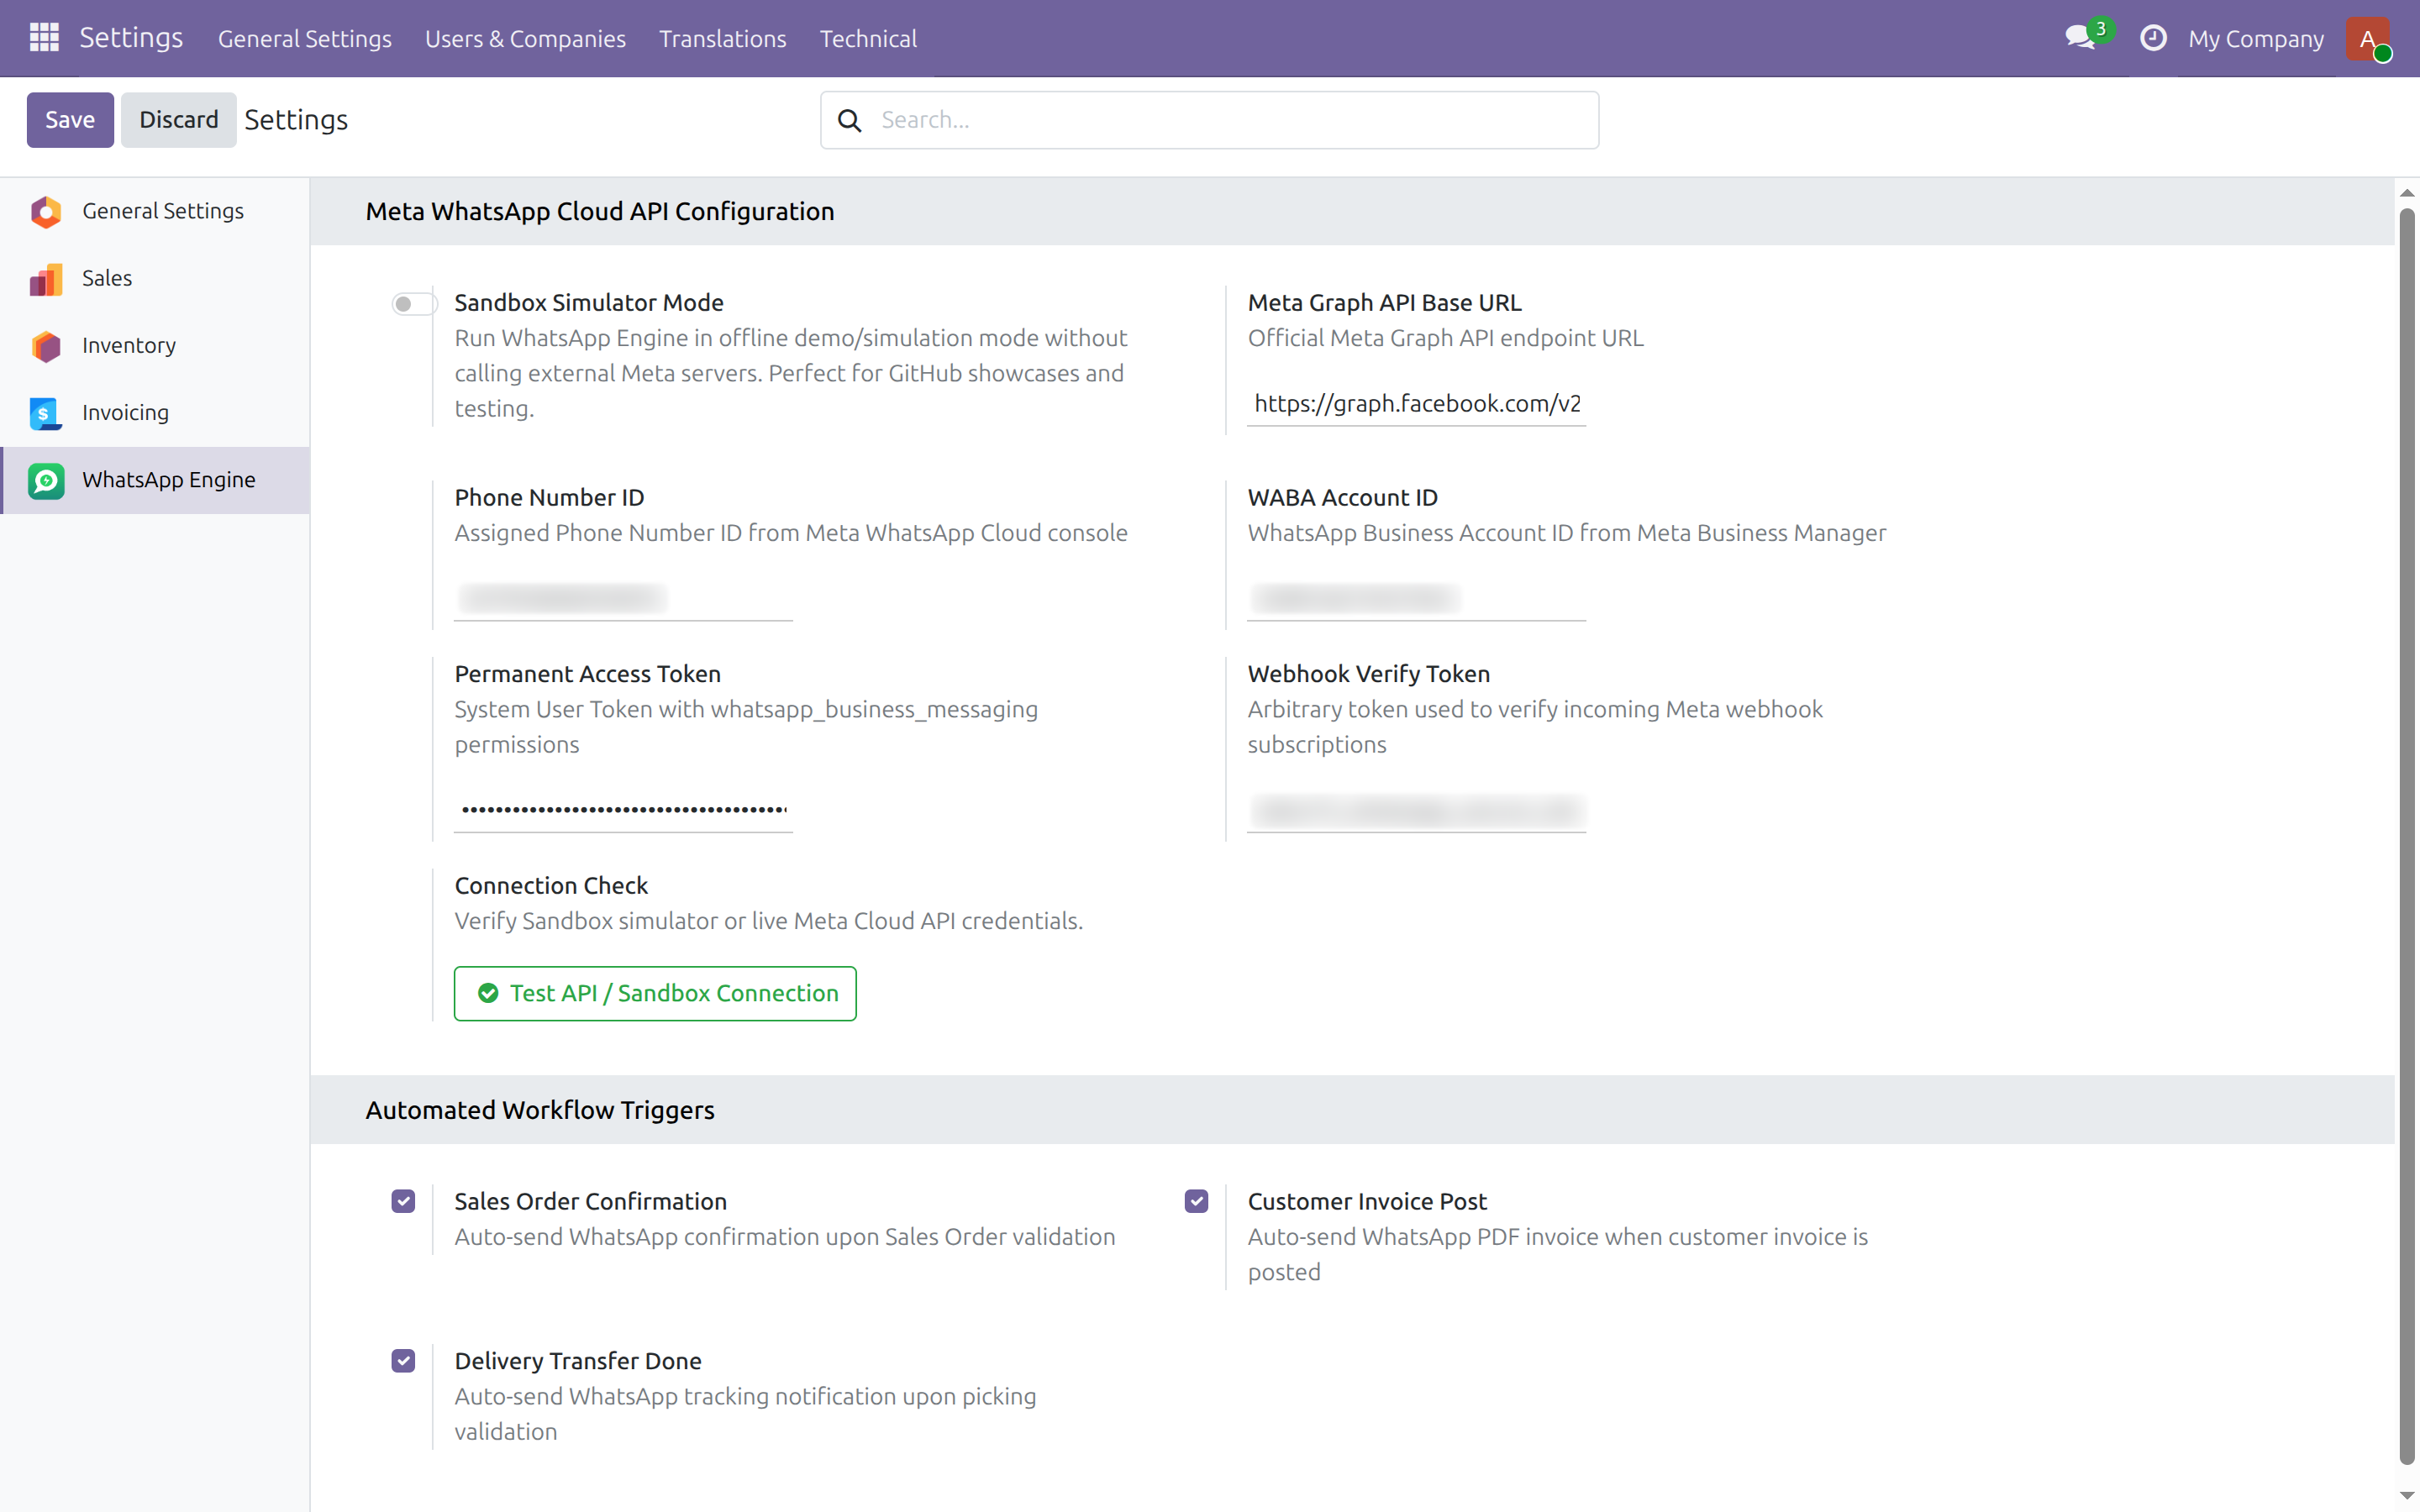 Settings
General Settings
Users & Companies
Translations
Technical
3
My Company
A
Save
Discard
Settings
Search...
General Settings
Sales
Inventory
Invoicing
WhatsApp Engine
Meta WhatsApp Cloud API Configuration
Sandbox Simulator Mode
Run WhatsApp Engine in offline demo/simulation mode without
calling external Meta servers. Perfect for GitHub showcases and
testing.
Meta Graph API Base URL
Official Meta Graph API endpoint URL
https://graph.facebook.com/v2
Phone Number ID
Assigned Phone Number ID from Meta WhatsApp Cloud console
WABA Account ID
WhatsApp Business Account ID from Meta Business Manager
Permanent Access Token
System User Token with whatsapp_business_messaging
permissions
Webhook Verify Token
Arbitrary token used to verify incoming Meta webhook
subscriptions
Connection Check
Verify Sandbox simulator or live Meta Cloud API credentials.
Test API / Sandbox Connection
Automated Workflow Triggers
Sales Order Confirmation
Auto-send WhatsApp confirmation upon Sales Order validation
Customer Invoice Post
Auto-send WhatsApp PDF invoice when customer invoice is
posted
Delivery Transfer Done
Auto-send WhatsApp tracking notification upon picking
validation